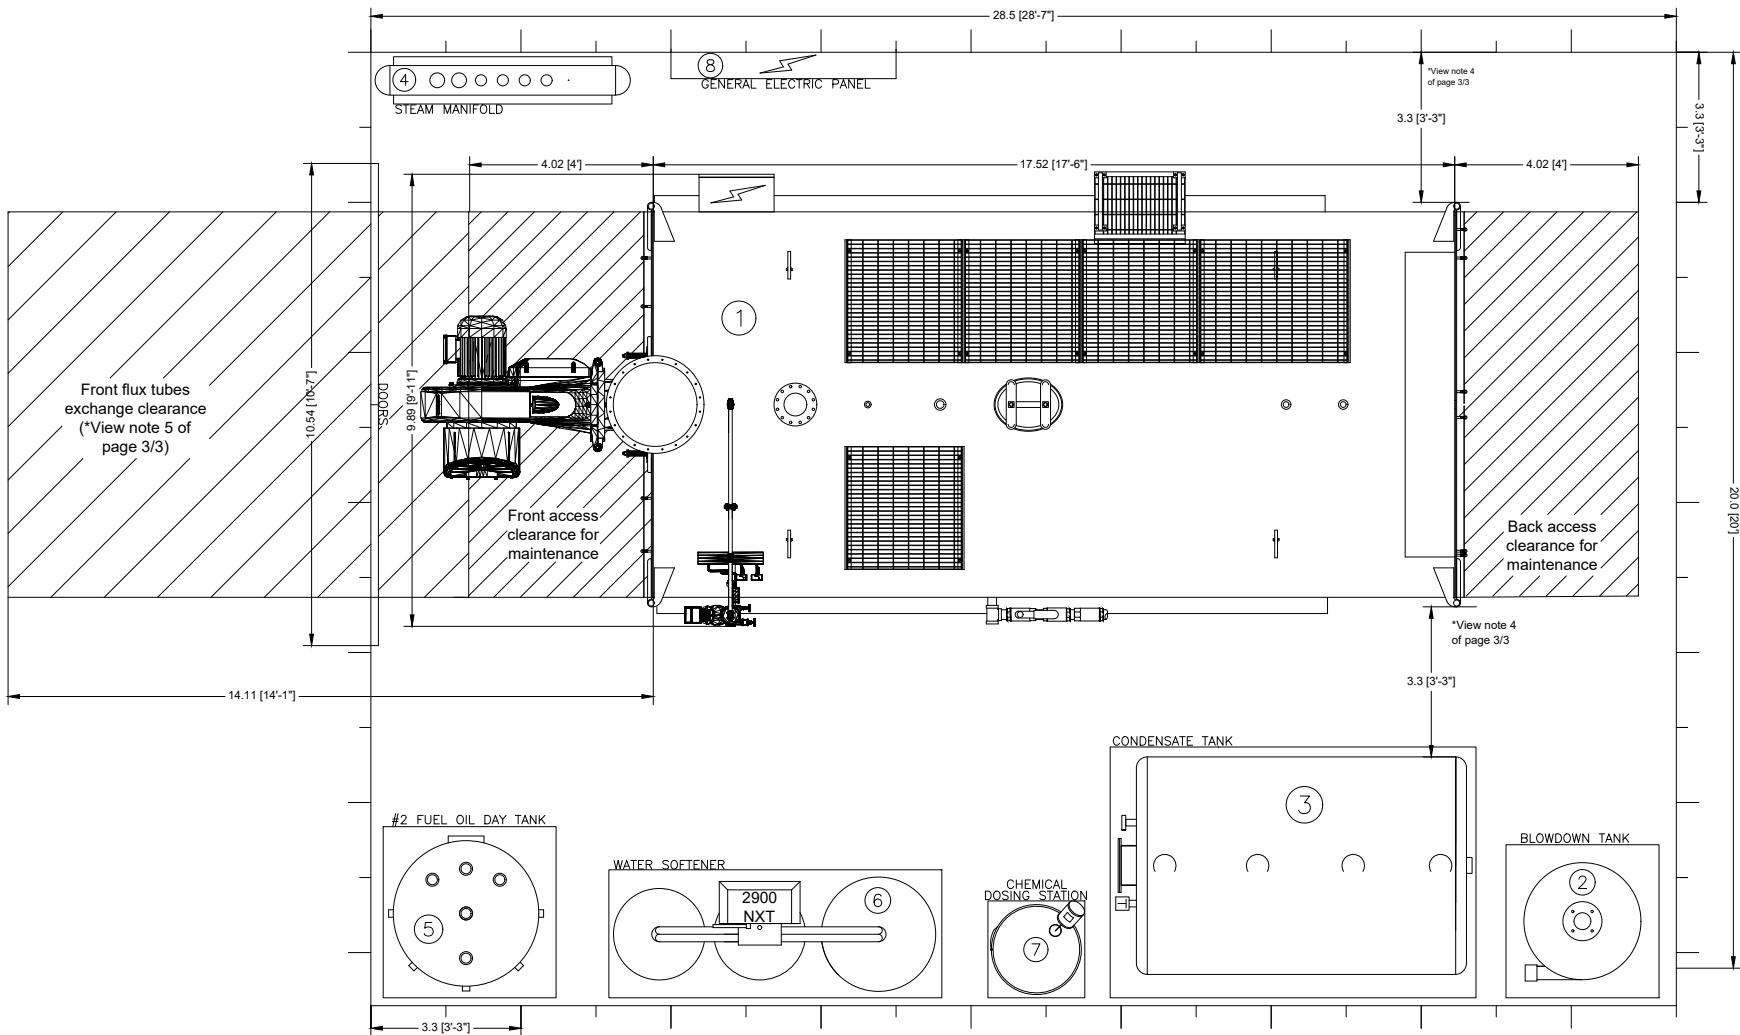 28.5 [28'-7"]
4
STEAM MANIFOLD
8
GENERAL ELECTRIC PANEL
*View note 4
of page 3/3
3.3 [3'-3"]
3.3 [3'-3"]
4.02 [4']
17.52 [17'-6"]
4.02 [4']
1
Front flux tubes
exchange clearance
(*View note 5 of
page 3/3)
10.54 [10'-7"]
DOORS
9.89 [9'-11"]
Front access
clearance for
maintenance
Back access
clearance for
maintenance
20.0 [20']
*View note 4
of page 3/3
3.3 [3'-3"]
14.11 [14'-1"]
CONDENSATE TANK
3
#2 FUEL OIL DAY TANK
5
WATER SOFTENER
2900
NXT
6
CHEMICAL
DOSING STATION
7
BLOWDOWN TANK
2
3.3 [3'-3"]